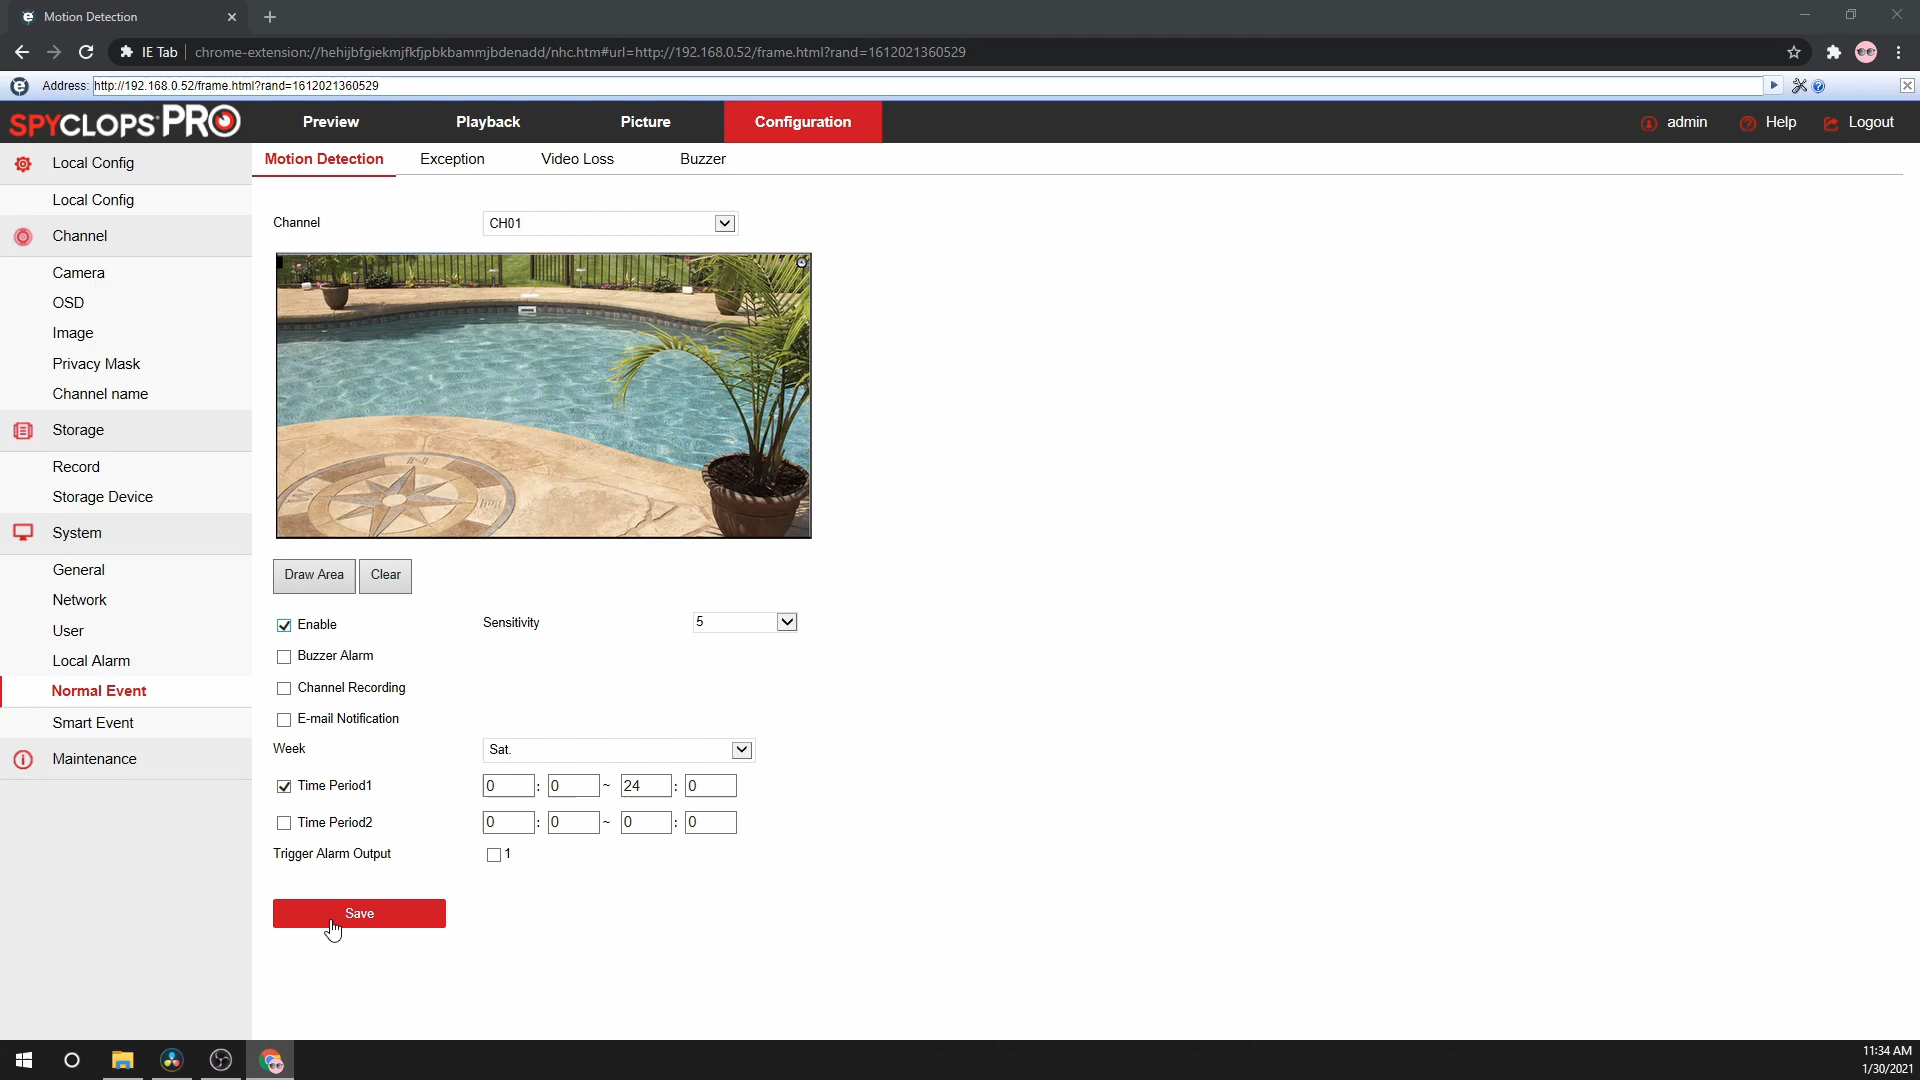 Motion Detection
IE Tab
chrome-extension://hehijbfgiekmjfkfjpbkbammmjbdenadd/nhc.htm#url=http://192.168.0.52/frame.html?rand=1612021360529
Address: http://192.168.0.52/frame.html?rand=1612021360529
SPYCLOPS PRO
Preview
Playback
Picture
Configuration
admin
Help
Logout
Local Config
Local Config
Channel
Camera
OSD
Image
Privacy Mask
Channel name
Storage
Record
Storage Device
System
General
Network
User
Local Alarm
Normal Event
Smart Event
Maintenance
Motion Detection
Exception
Video Loss
Buzzer
Channel CH01
Draw Area
Clear
Enable
Sensitivity 5
Buzzer Alarm
Channel Recording
E-mail Notification
Week Sat.
Time Period1 0 : 0 ~ 24 : 0
Time Period2 0 : 0 ~ 0 : 0
Trigger Alarm Output 1
Save
11:34 AM
1/30/2021